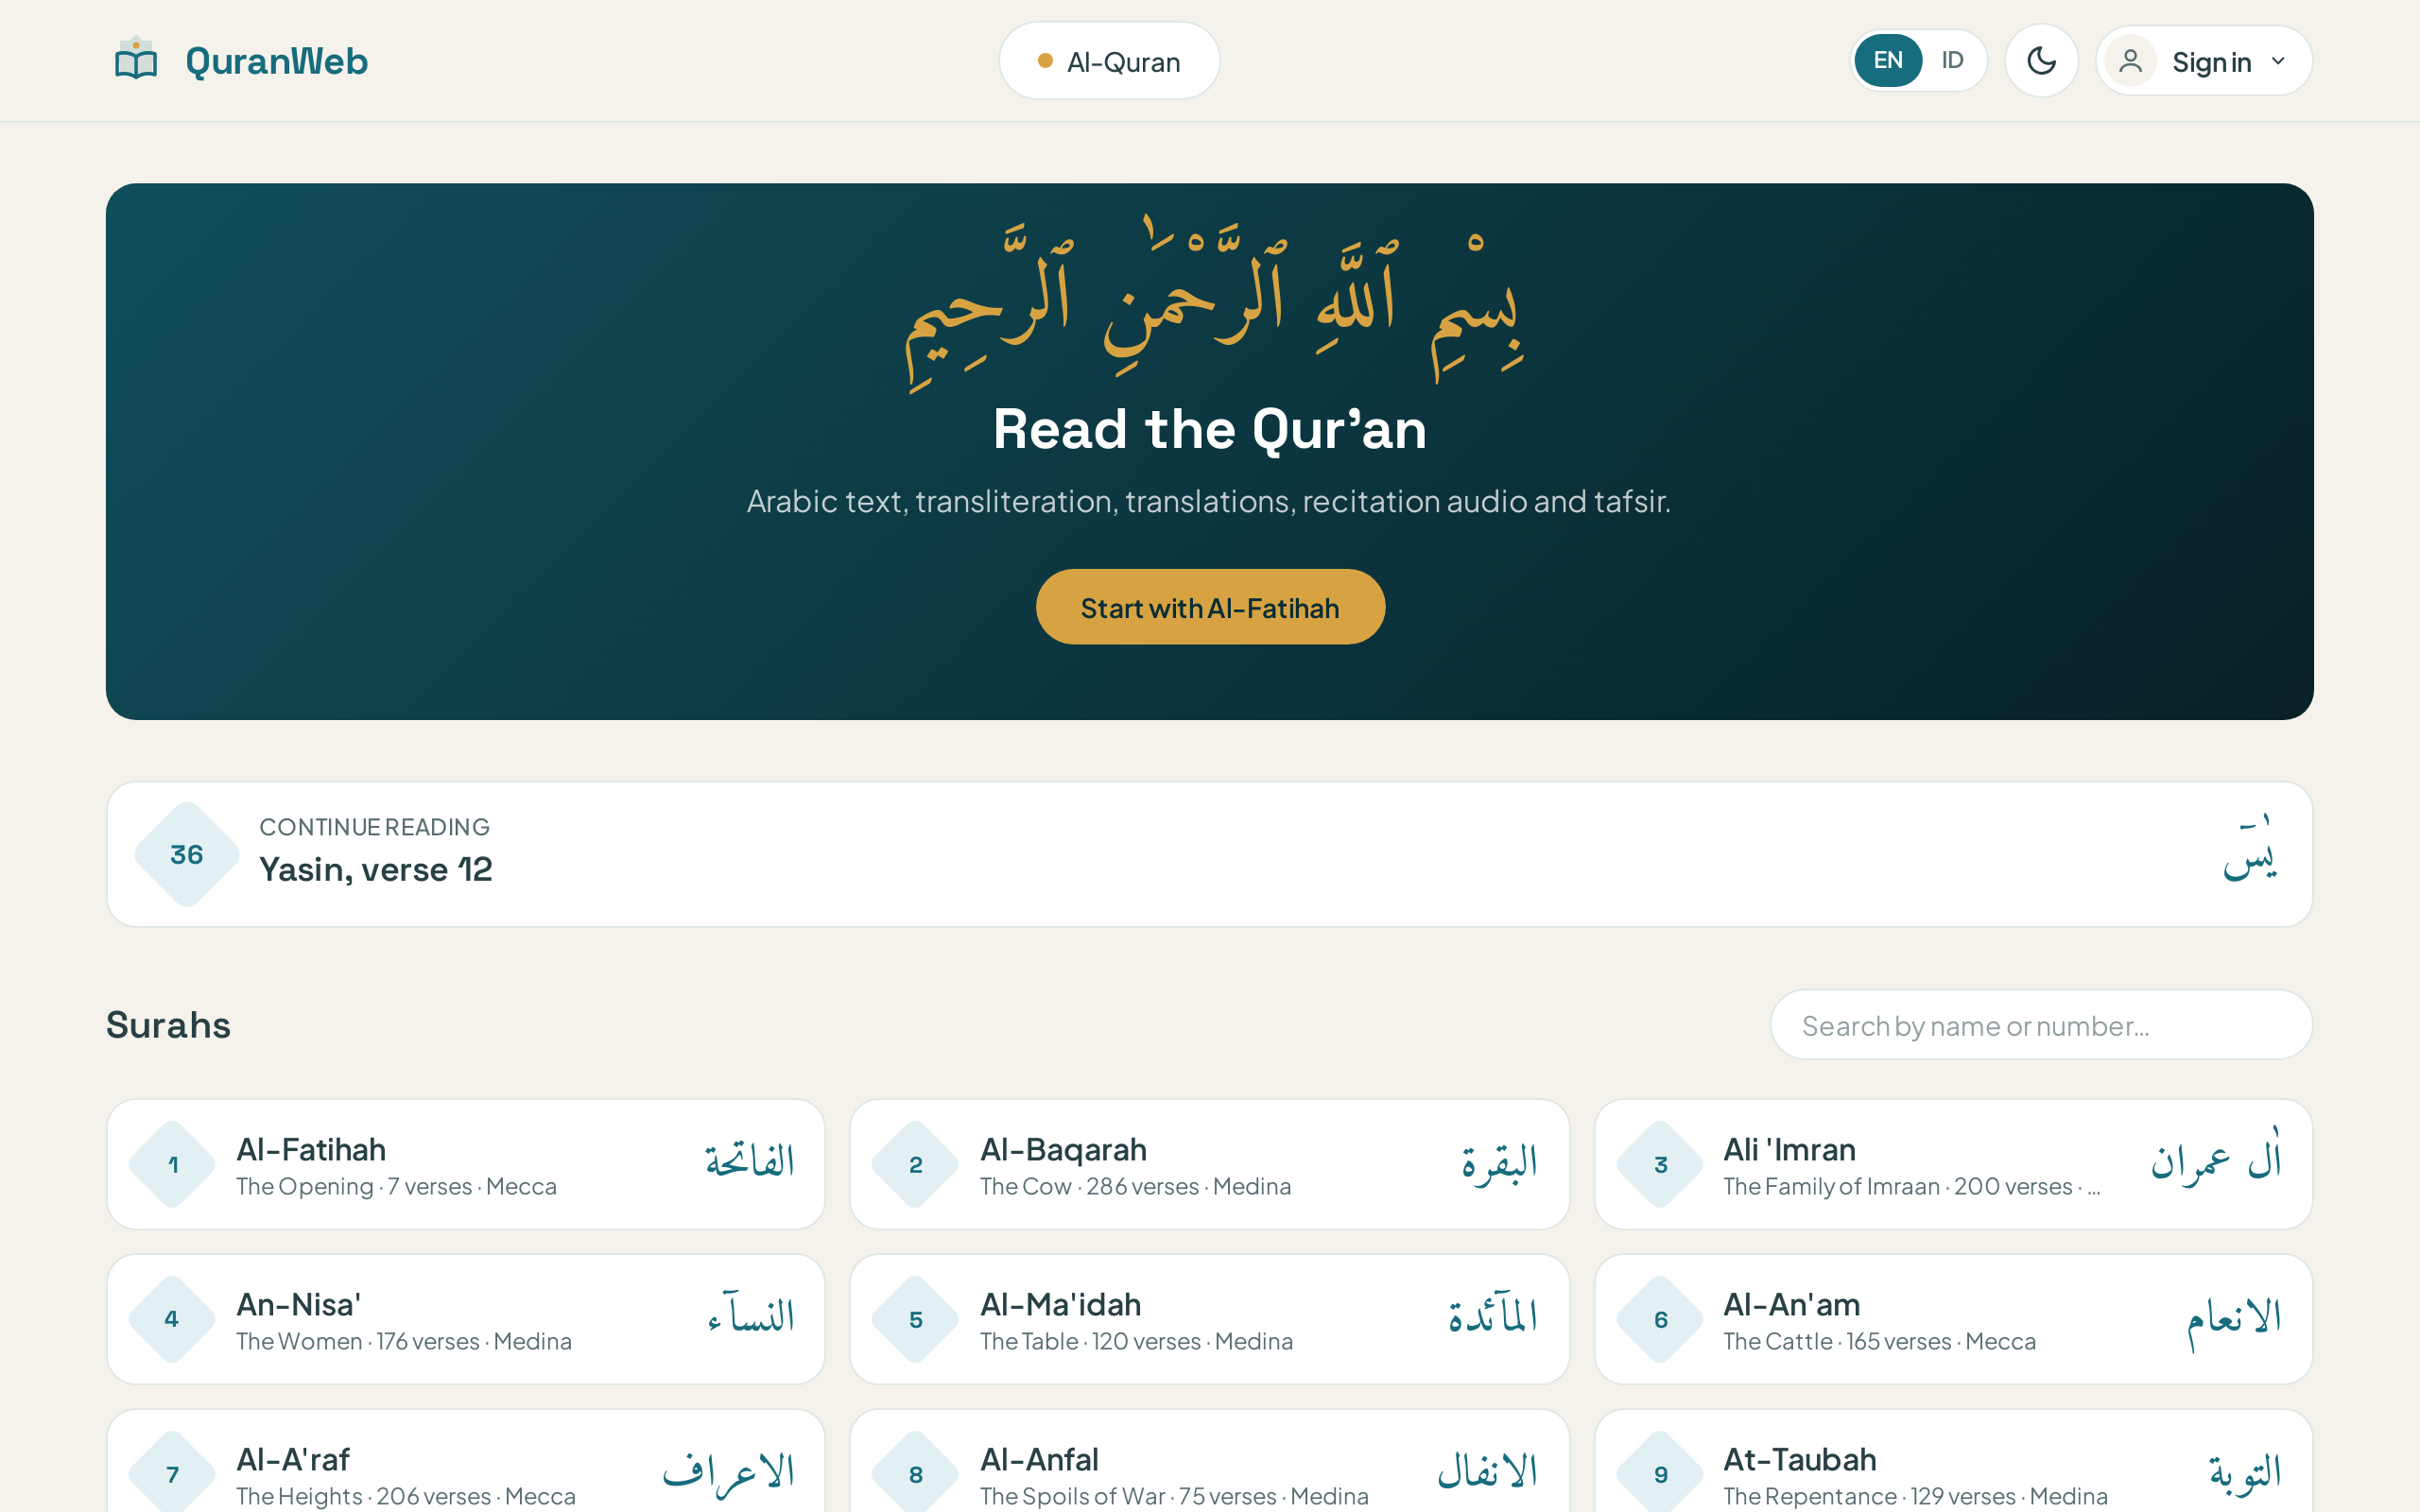 QuranWeb
Al-Quran
EN ID
Sign in
بِسْمِ ٱللَّهِ ٱلرَّحْمَـٰنِ ٱلرَّحِيمِ
Read the Qur’an
Arabic text, transliteration, translations, recitation audio and tafsir.
Start with Al-Fatihah
36
CONTINUE READING
Yasin, verse 12
يٰسۤ
Surahs
Search by name or number...
1
Al-Fatihah
The Opening · 7 verses · Mecca
الفاتحة
2
Al-Baqarah
The Cow · 286 verses · Medina
البقرة
3
Ali 'Imran
The Family of Imraan · 200 verses · ...
اٰل عمران
4
An-Nisa'
The Women · 176 verses · Medina
النساۤء
5
Al-Ma'idah
The Table · 120 verses · Medina
الماۤئدة
6
Al-An'am
The Cattle · 165 verses · Mecca
الانعام
7
Al-A'raf
The Heights · 206 verses · Mecca
الاعراف
8
Al-Anfal
The Spoils of War · 75 verses · Medina
الانفال
9
At-Taubah
The Repentance · 129 verses · Medina
التوبة